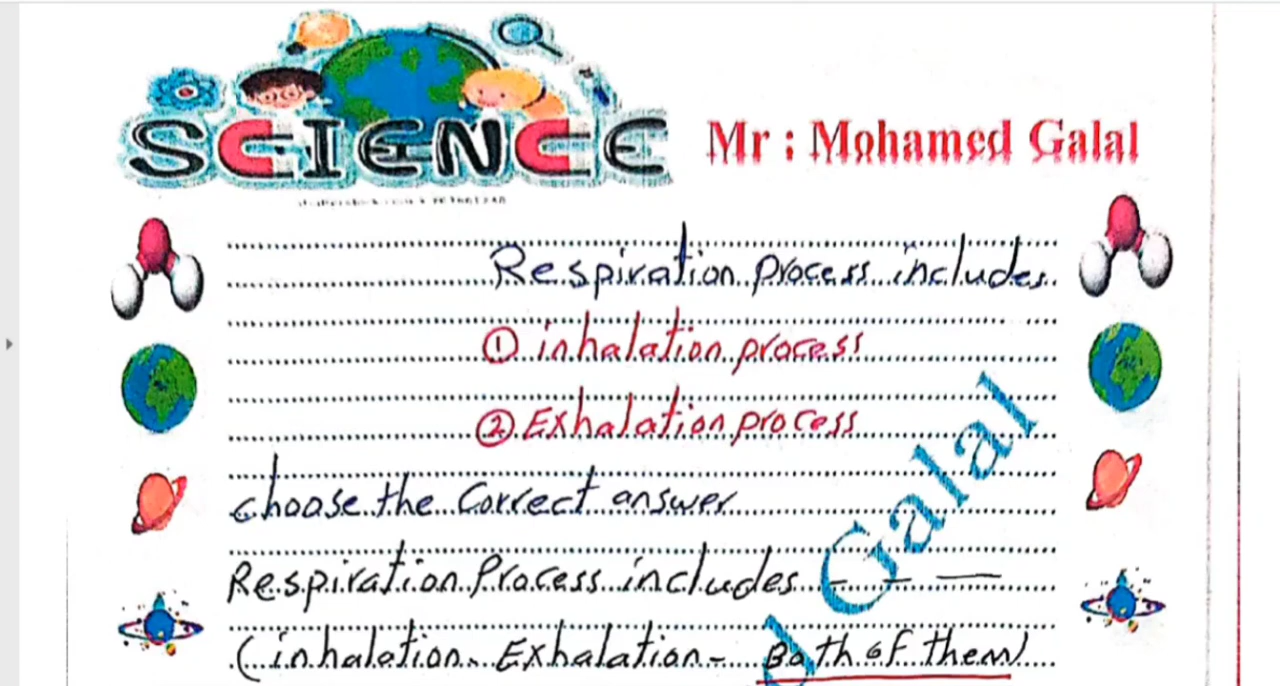 SCIENCE
Mr : Mohamed Galal
Respiration process includes
① inhalation process
② Exhalation process
choose the correct answer
Respiration Process includes - - —
(inhalation - Exhalation - Both of them)
d Galal